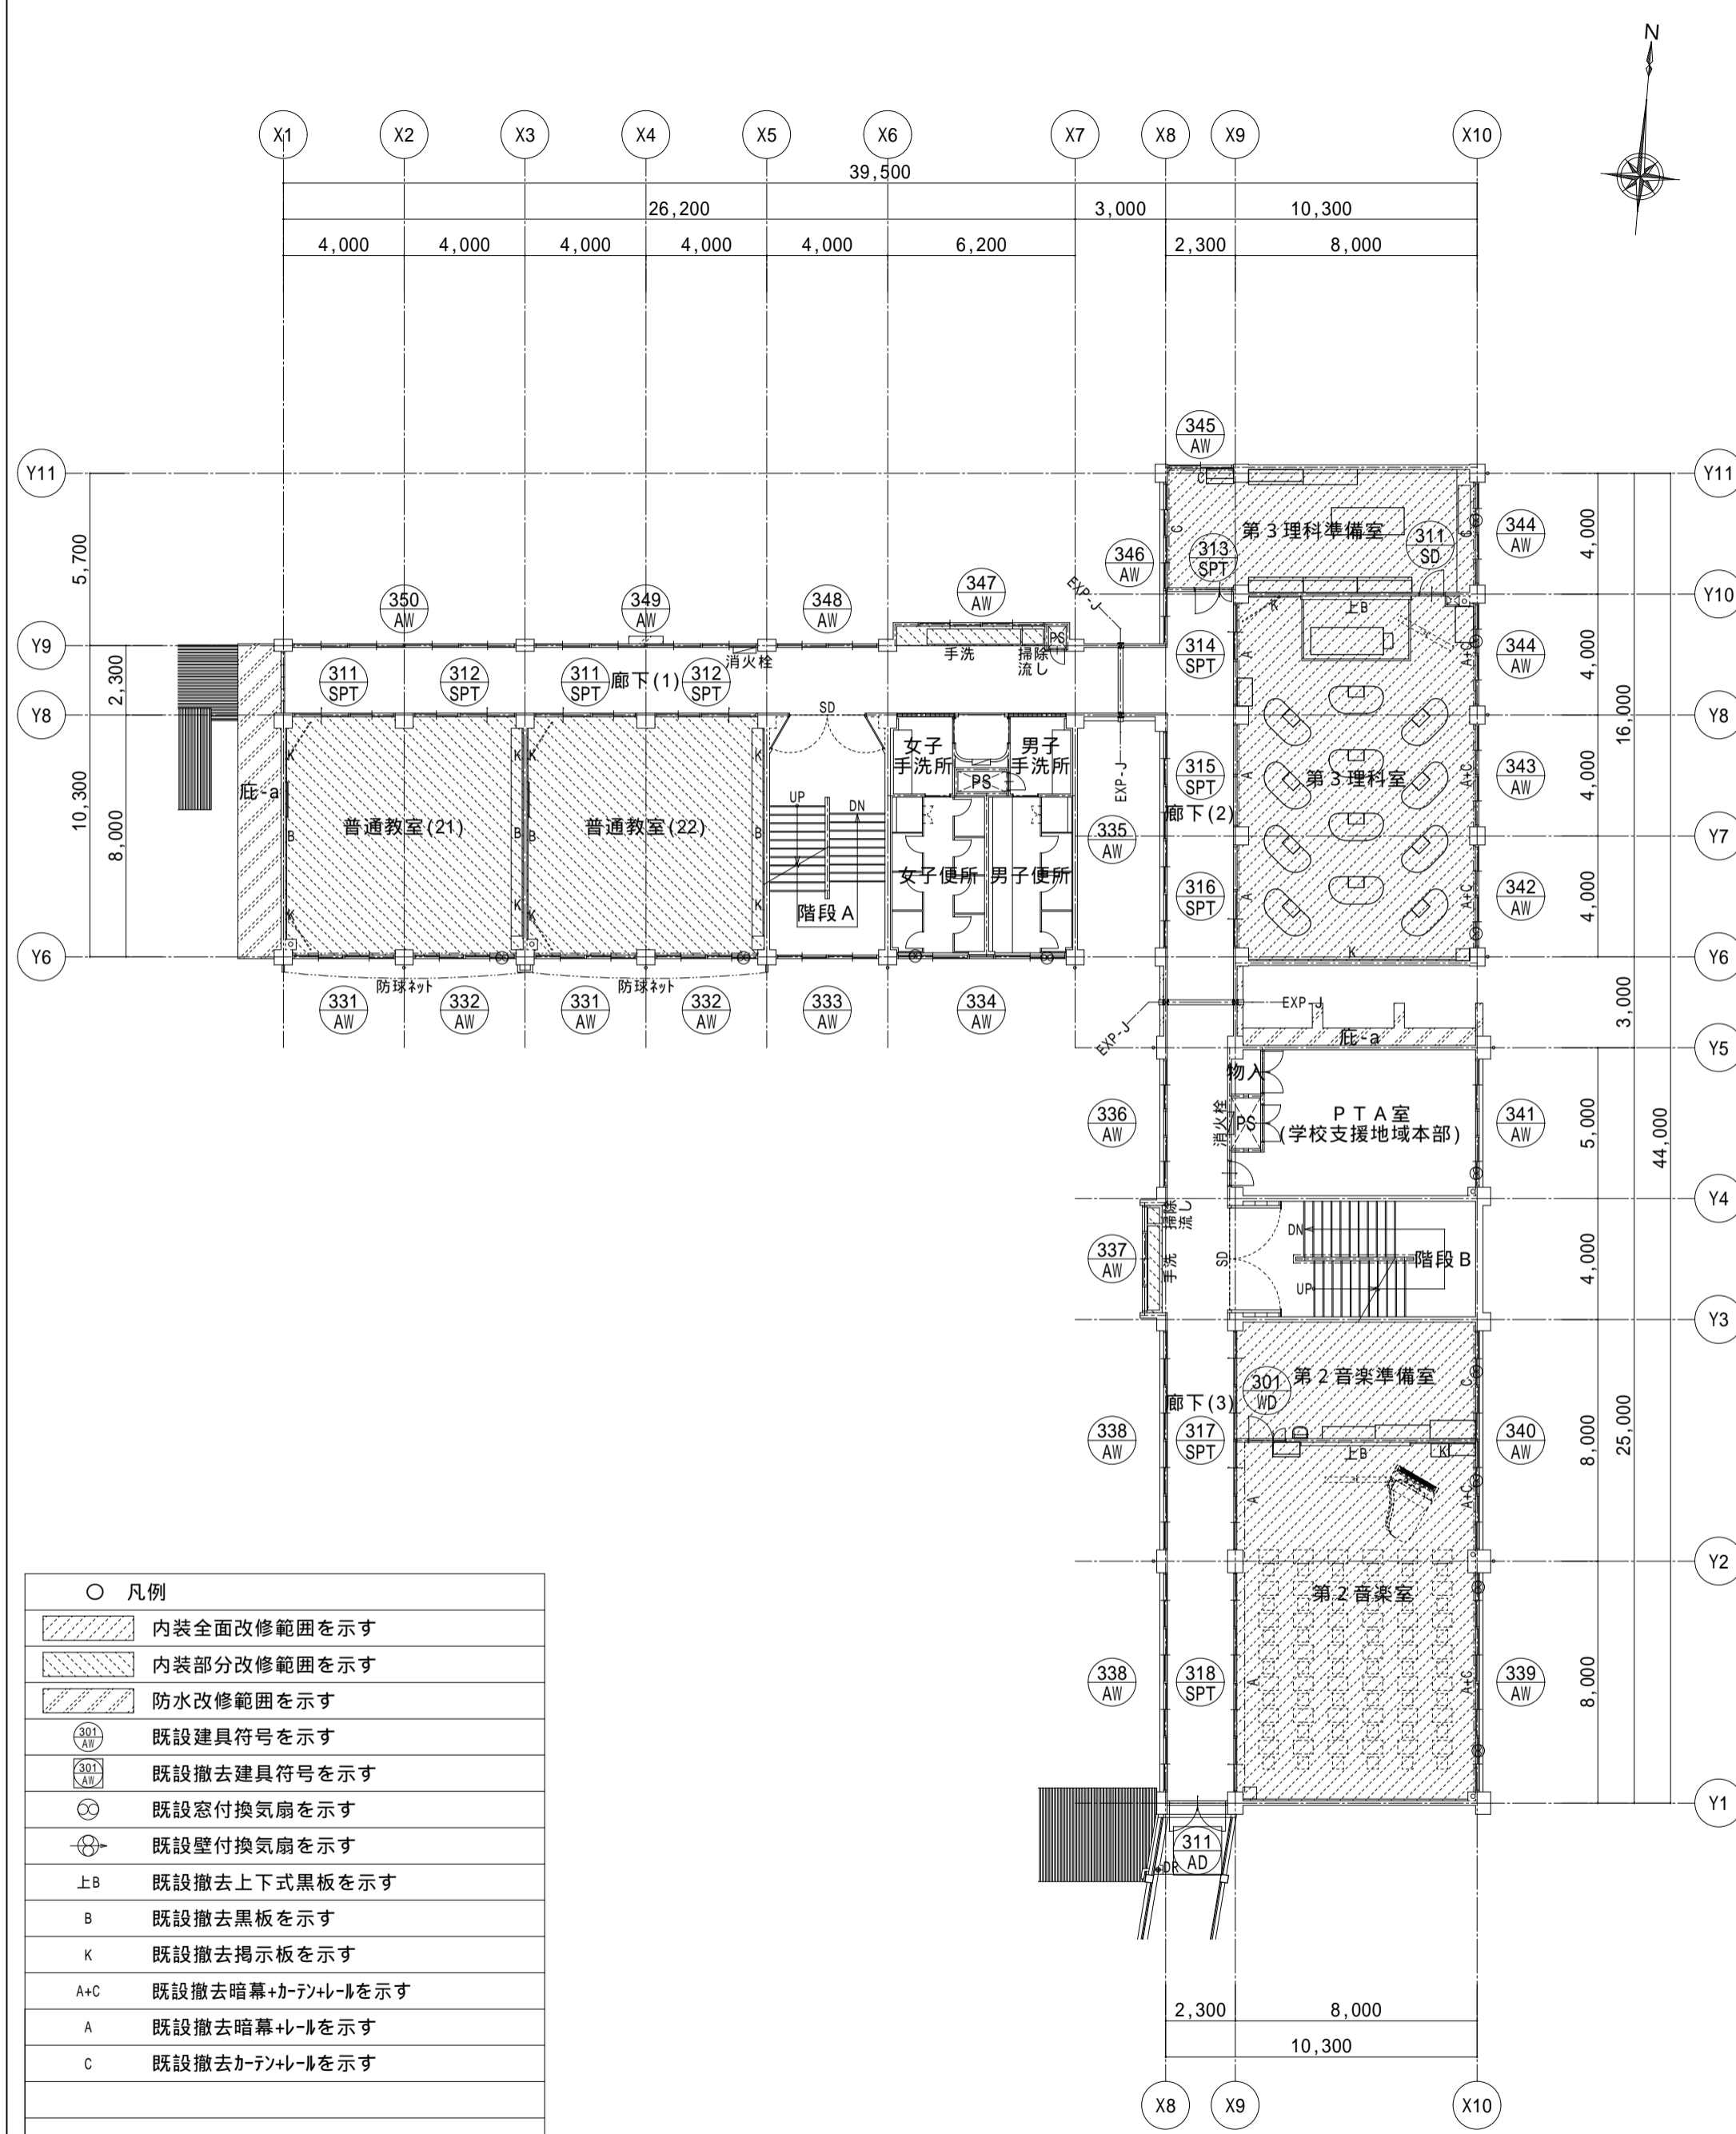 N
X1 X2 X3 X4 X5 X6 X7 X8 X9 X10
39,500
26,200 3,000 10,300
4,000 4,000 4,000 4,000 4,000 6,200 2,300 8,000
345
AW
Y11 Y11
第3理科準備室
344
AW
311
SD
313
SPT
346
AW
C
C
C
4,000
5,700
EXP-J
347
AW
350
AW
349
AW
348
AW
Y10
K
上B
PS
手洗
掃除
流し
消火栓
Y9
314
SPT
A
A+C
344
AW
4,000
2,300
311
SPT
312
SPT
311
SPT
廊下(1)
312
SPT
Y8 Y8
SD
16,000
女子
手洗所
男子
手洗所
PS
EXP-J
K
K
K
K
315
SPT
A
第3理科室
A+C
343
AW
4,000
庇-a
10,300
8,000
普通教室(21)
普通教室(22)
B
B
B
B
UP
DN
廊下(2)
335
AW
Y7
女子便所
男子便所
階段A
K
K
K
K
316
SPT
A
A+C
342
AW
4,000
K
Y6 Y6
防球ネット
防球ネット
331
AW
332
AW
331
AW
332
AW
333
AW
334
AW
EXP-J
EXP-J
3,000
庇-a
Y5
物入
PS
消火栓
336
AW
PTA室
(学校支援地域本部)
341
AW
5,000
44,000
Y4
掃除
流し
手洗
337
AW
SD
DN
UP
階段B
4,000
Y3
第2音楽準備室
301
WD
C
廊下(3)
338
AW
317
SPT
340
AW
8,000
25,000
上B
K
A
A+C
Y2
第2音楽室
338
AW
318
SPT
A
A+C
339
AW
8,000
Y1
311
AD
DR
2,300 8,000
10,300
X8 X9 X10
○ 凡例
内装全面改修範囲を示す
内装部分改修範囲を示す
防水改修範囲を示す
301
AW
既設建具符号を示す
301
AW
既設撤去建具符号を示す
既設窓付換気扇を示す
既設壁付換気扇を示す
上B 既設撤去上下式黒板を示す
B 既設撤去黒板を示す
K 既設撤去掲示板を示す
A+C 既設撤去暗幕+カーテン+レールを示す
A 既設撤去暗幕+レールを示す
C 既設撤去カーテン+レールを示す